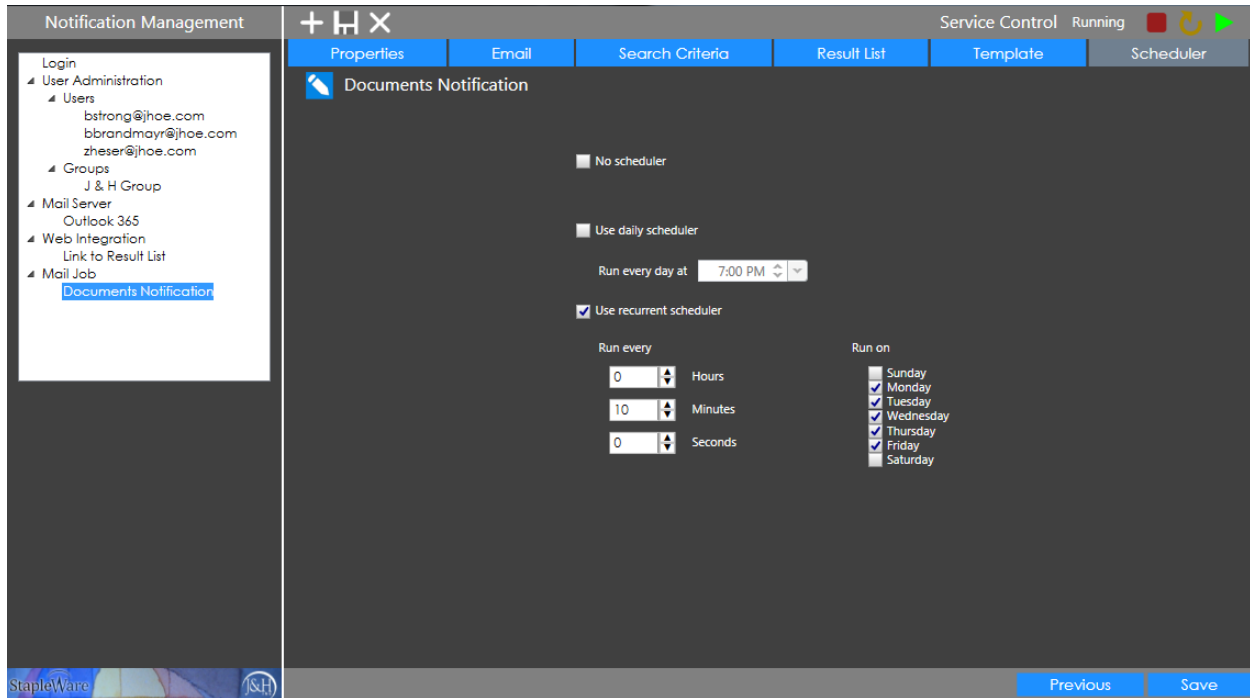 Notification Management
Service Control Running
Login
User Administration
Users
bstrong@jhoe.com
bbrandmayr@jhoe.com
zheser@jhoe.com
Groups
J & H Group
Mail Server
Outlook 365
Web Integration
Link to Result List
Mail Job
Documents Notification
Properties Email Search Criteria Result List Template Scheduler
Documents Notification
No scheduler
Use daily scheduler
Run every day at 7:00 PM
Use recurrent scheduler
Run every
0 Hours
10 Minutes
0 Seconds
Run on
Sunday
Monday
Tuesday
Wednesday
Thursday
Friday
Saturday
StapleWare J&H
Previous Save